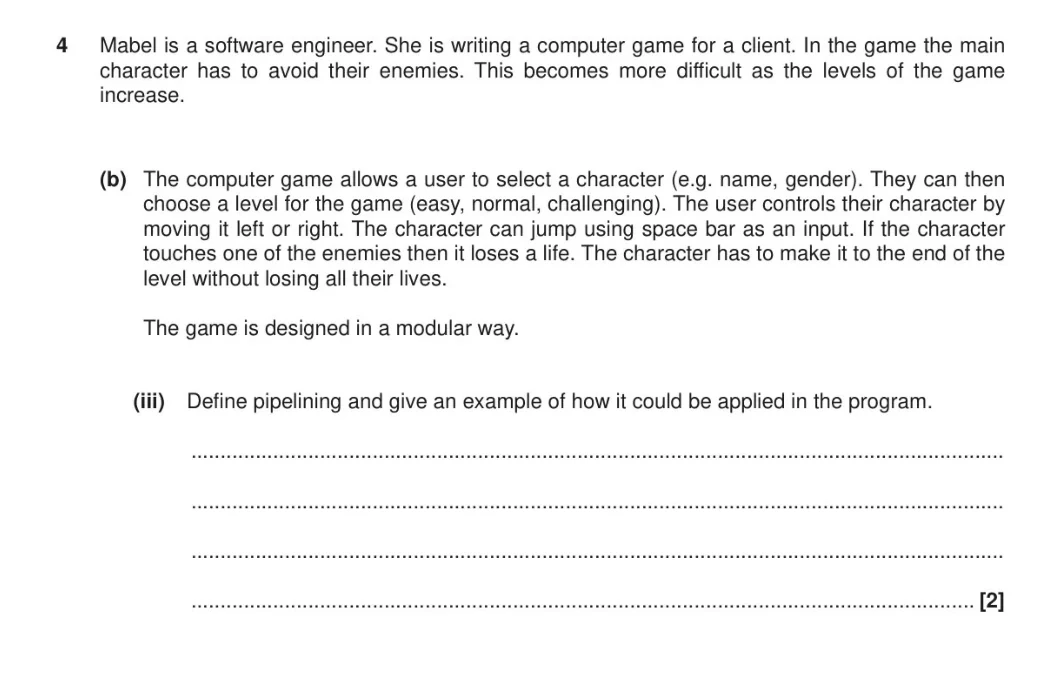 4 Mabel is a software engineer. She is writing a computer game for a client. In the game the main
character has to avoid their enemies. This becomes more difficult as the levels of the game
increase.
(b) The computer game allows a user to select a character (e.g. name, gender). They can then
choose a level for the game (easy, normal, challenging). The user controls their character by
moving it left or right. The character can jump using space bar as an input. If the character
touches one of the enemies then it loses a life. The character has to make it to the end of the
level without losing all their lives.
The game is designed in a modular way.
(iii) Define pipelining and give an example of how it could be applied in the program.
[2]